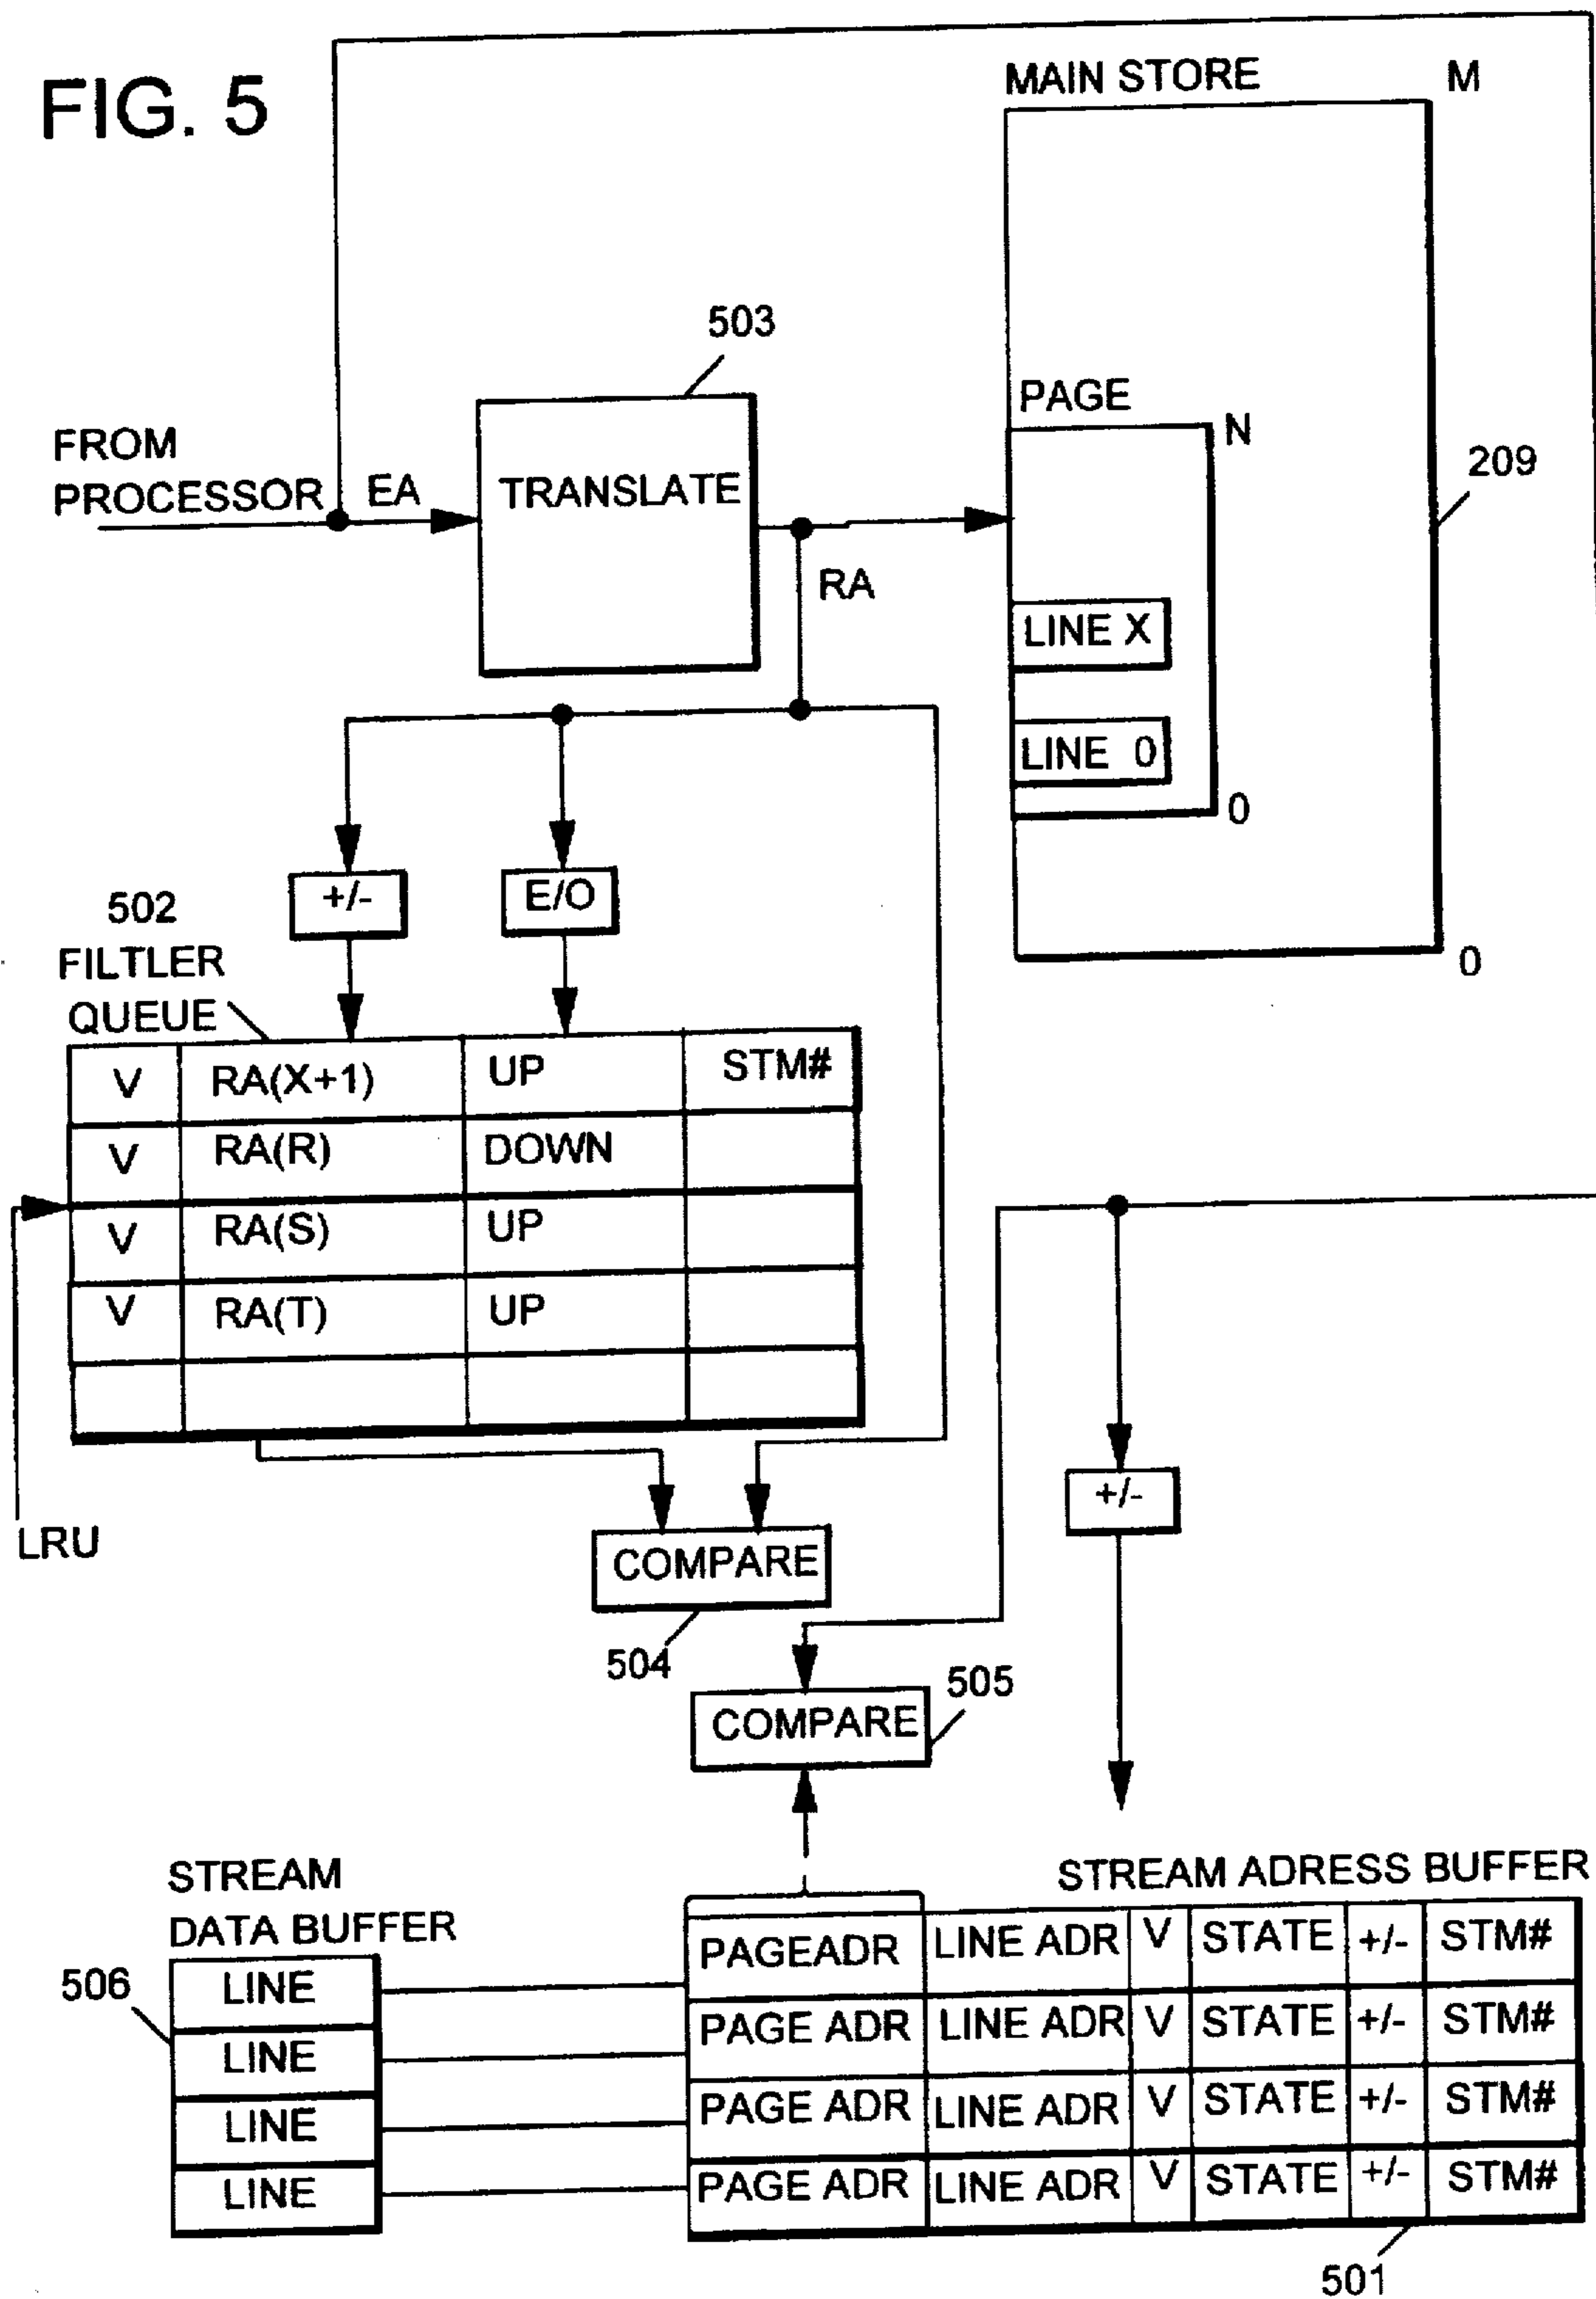 FIG. 5
MAIN STORE
M
503
PAGE
N
FROM
PROCESSOR
EA
TRANSLATE
209
RA
LINE X
LINE 0
0
+/-
E/O
502
FILTLER
QUEUE
0
V RA(X+1) UP STM#
V RA(R) DOWN
V RA(S) UP
V RA(T) UP
LRU
+/-
COMPARE
504
505
COMPARE
STREAM
DATA BUFFER
STREAM ADRESS BUFFER
506
LINE
PAGEADR LINE ADR V STATE +/- STM#
LINE
PAGE ADR LINE ADR V STATE +/- STM#
LINE
PAGE ADR LINE ADR V STATE +/- STM#
LINE
PAGE ADR LINE ADR V STATE +/- STM#
501